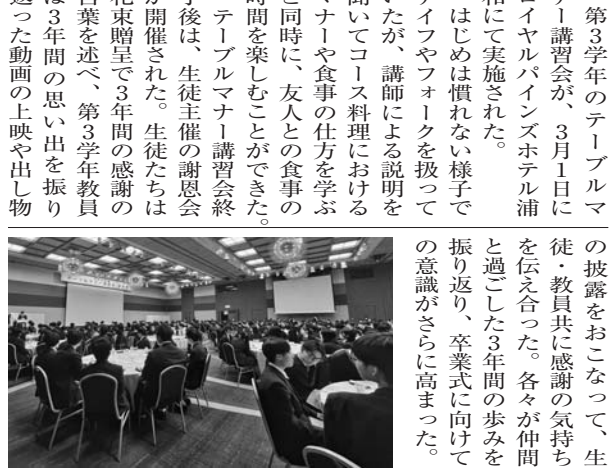 第3学年のテーブルマ
ナー講習会が、3月1日に
ロイヤルパインズホテル浦
和にて実施された。
はじめは慣れない様子で
ナイフやフォークを扱って
いたが、講師による説明を
聞いてコース料理における
マナーや食事の仕方を学ぶ
と同時に、友人との食事の
時間を楽しむことができた。
テーブルマナー講習会終
了後は、生徒主催の謝恩会
が開催された。生徒たちは
花束贈呈で3年間の感謝の
言葉を述べ、第3学年教員
は3年間の思い出を振り
返った動画の上映や出し物
の披露をおこなって、生
徒・教員共に感謝の気持ち
を伝え合った。各々が仲間
と過ごした3年間の歩みを
振り返り、卒業式に向けて
の意識がさらに高まった。